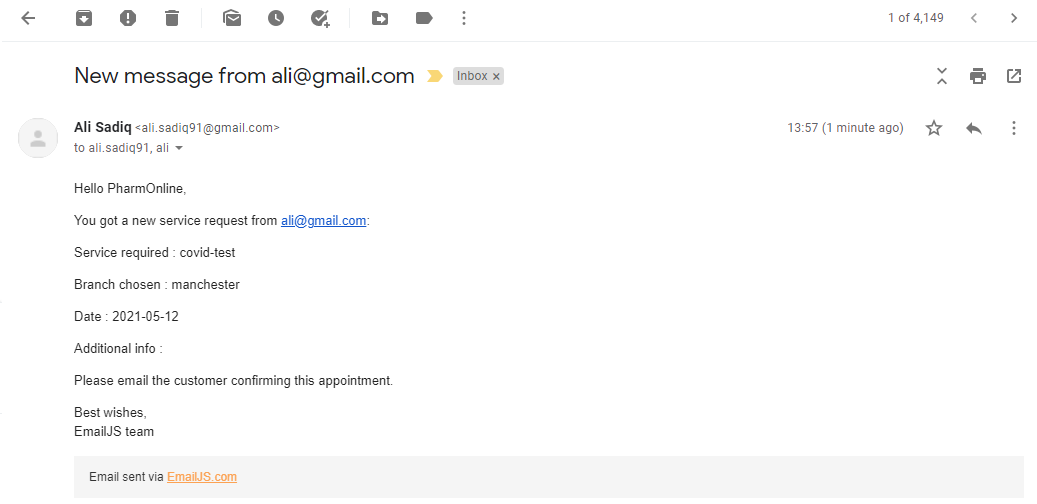 1 of 4,149
New message from ali@gmail.com Inbox x
Ali Sadiq <ali.sadiq91@gmail.com> 13:57 (1 minute ago)
to ali.sadiq91, ali
Hello PharmOnline,
You got a new service request from ali@gmail.com:
Service required : covid-test
Branch chosen : manchester
Date : 2021-05-12
Additional info :
Please email the customer confirming this appointment.
Best wishes,
EmailJS team
Email sent via EmailJS.com